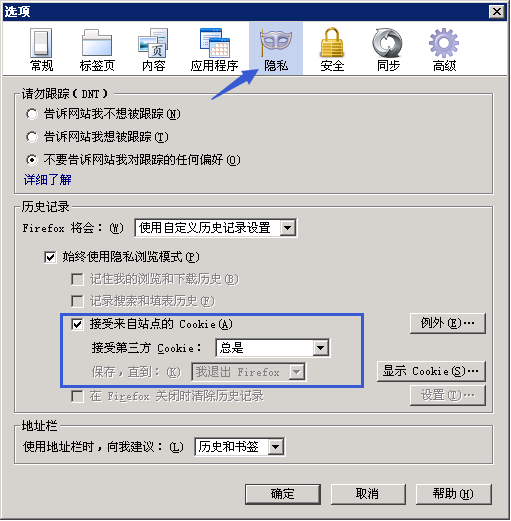 选项
常规 标签页 内容 应用程序 隐私 安全 同步 高级
请勿跟踪(DNT)
告诉网站我不想被跟踪(N)
告诉网站我想被跟踪(T)
不要告诉网站我对跟踪的任何偏好(O)
详细了解
历史记录
Firefox 将会：(W) 使用自定义历史记录设置
始终使用隐私浏览模式(P)
记住我的浏览和下载历史(B)
记录搜索和填表历史(F)
接受来自站点的 Cookie(A) 例外(E)…
接受第三方 Cookie： 总是
保存，直到：(K) 我退出 Firefox 显示 Cookie(S)…
在 Firefox 关闭时清除历史记录 设置(T)…
地址栏
使用地址栏时，向我建议：(L) 历史和书签
确定 取消 帮助(H)